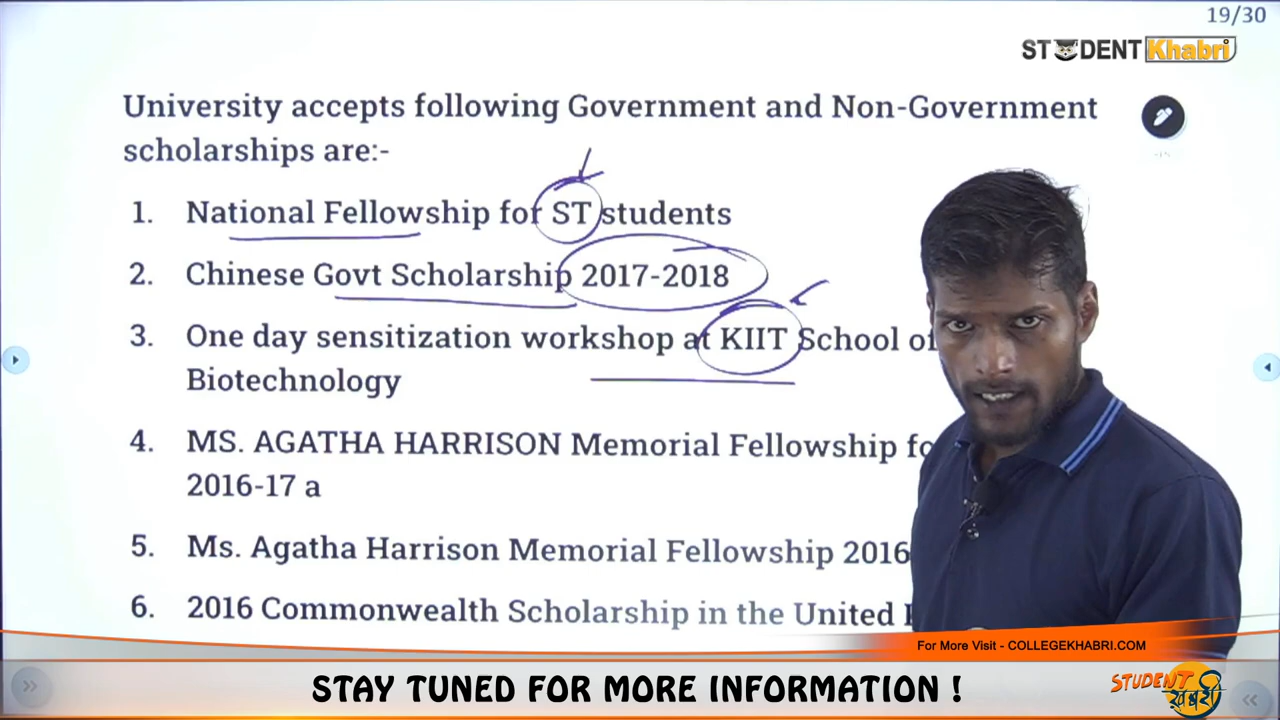 19/30
STUDENT Khabri
University accepts following Government and Non-Government
scholarships are:-
1. National Fellowship for ST students
2. Chinese Govt Scholarship 2017-2018
3. One day sensitization workshop at KIIT School of
Biotechnology
4. MS. AGATHA HARRISON Memorial Fellowship fo
2016-17 a
5. Ms. Agatha Harrison Memorial Fellowship 2016
6. 2016 Commonwealth Scholarship in the United
For More Visit - COLLEGEKHABRI.COM
STAY TUNED FOR MORE INFORMATION !
STUDENT
खबरी